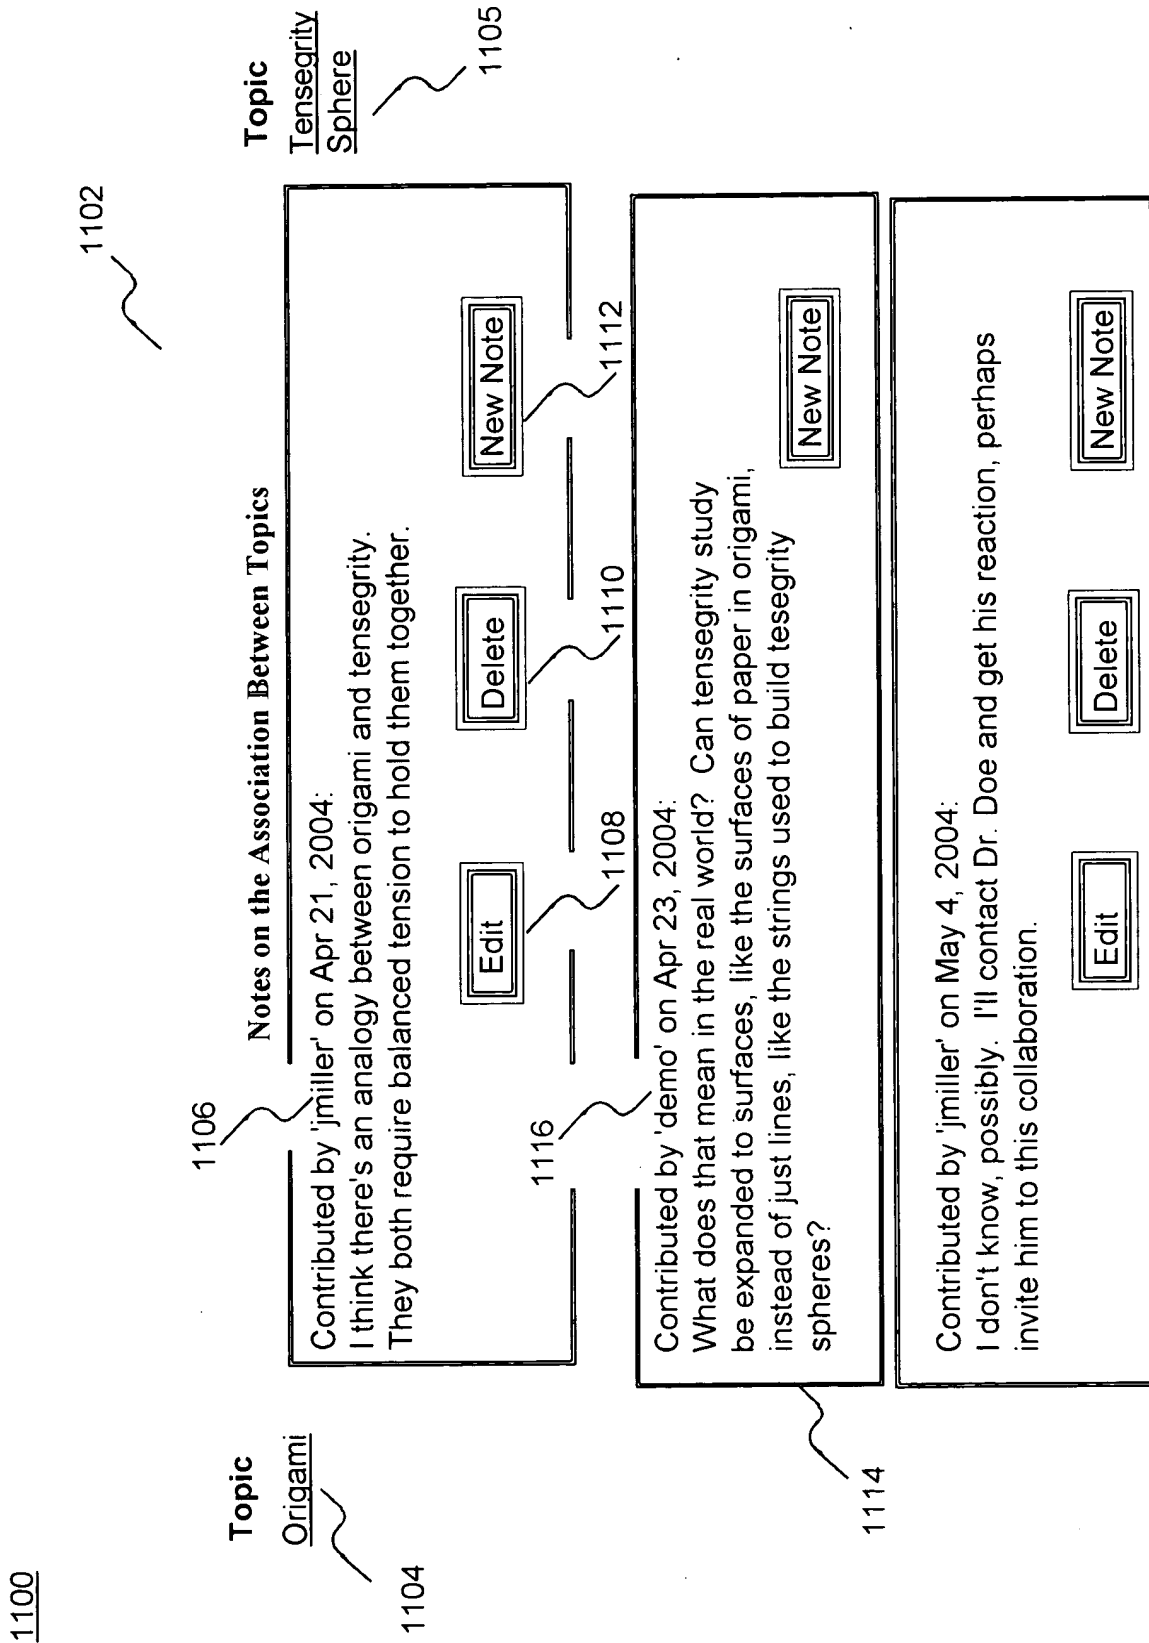 1100
1102
Topic
Origami
1104
Notes on the Association Between Topics
Topic
Tensegrity
Sphere
1105
1106
Contributed by 'jmiller' on Apr 21, 2004:
I think there's an analogy between origami and tensegrity.
They both require balanced tension to hold them together.
Edit
Delete
New Note
1108
1110
1112
1116
Contributed by 'demo' on Apr 23, 2004:
What does that mean in the real world? Can tensegrity study
be expanded to surfaces, like the surfaces of paper in origami,
instead of just lines, like the strings used to build tesegrity
spheres?
New Note
1114
Contributed by 'jmiller' on May 4, 2004:
I don't know, possibly. I'll contact Dr. Doe and get his reaction, perhaps
invite him to this collaboration.
Edit
Delete
New Note